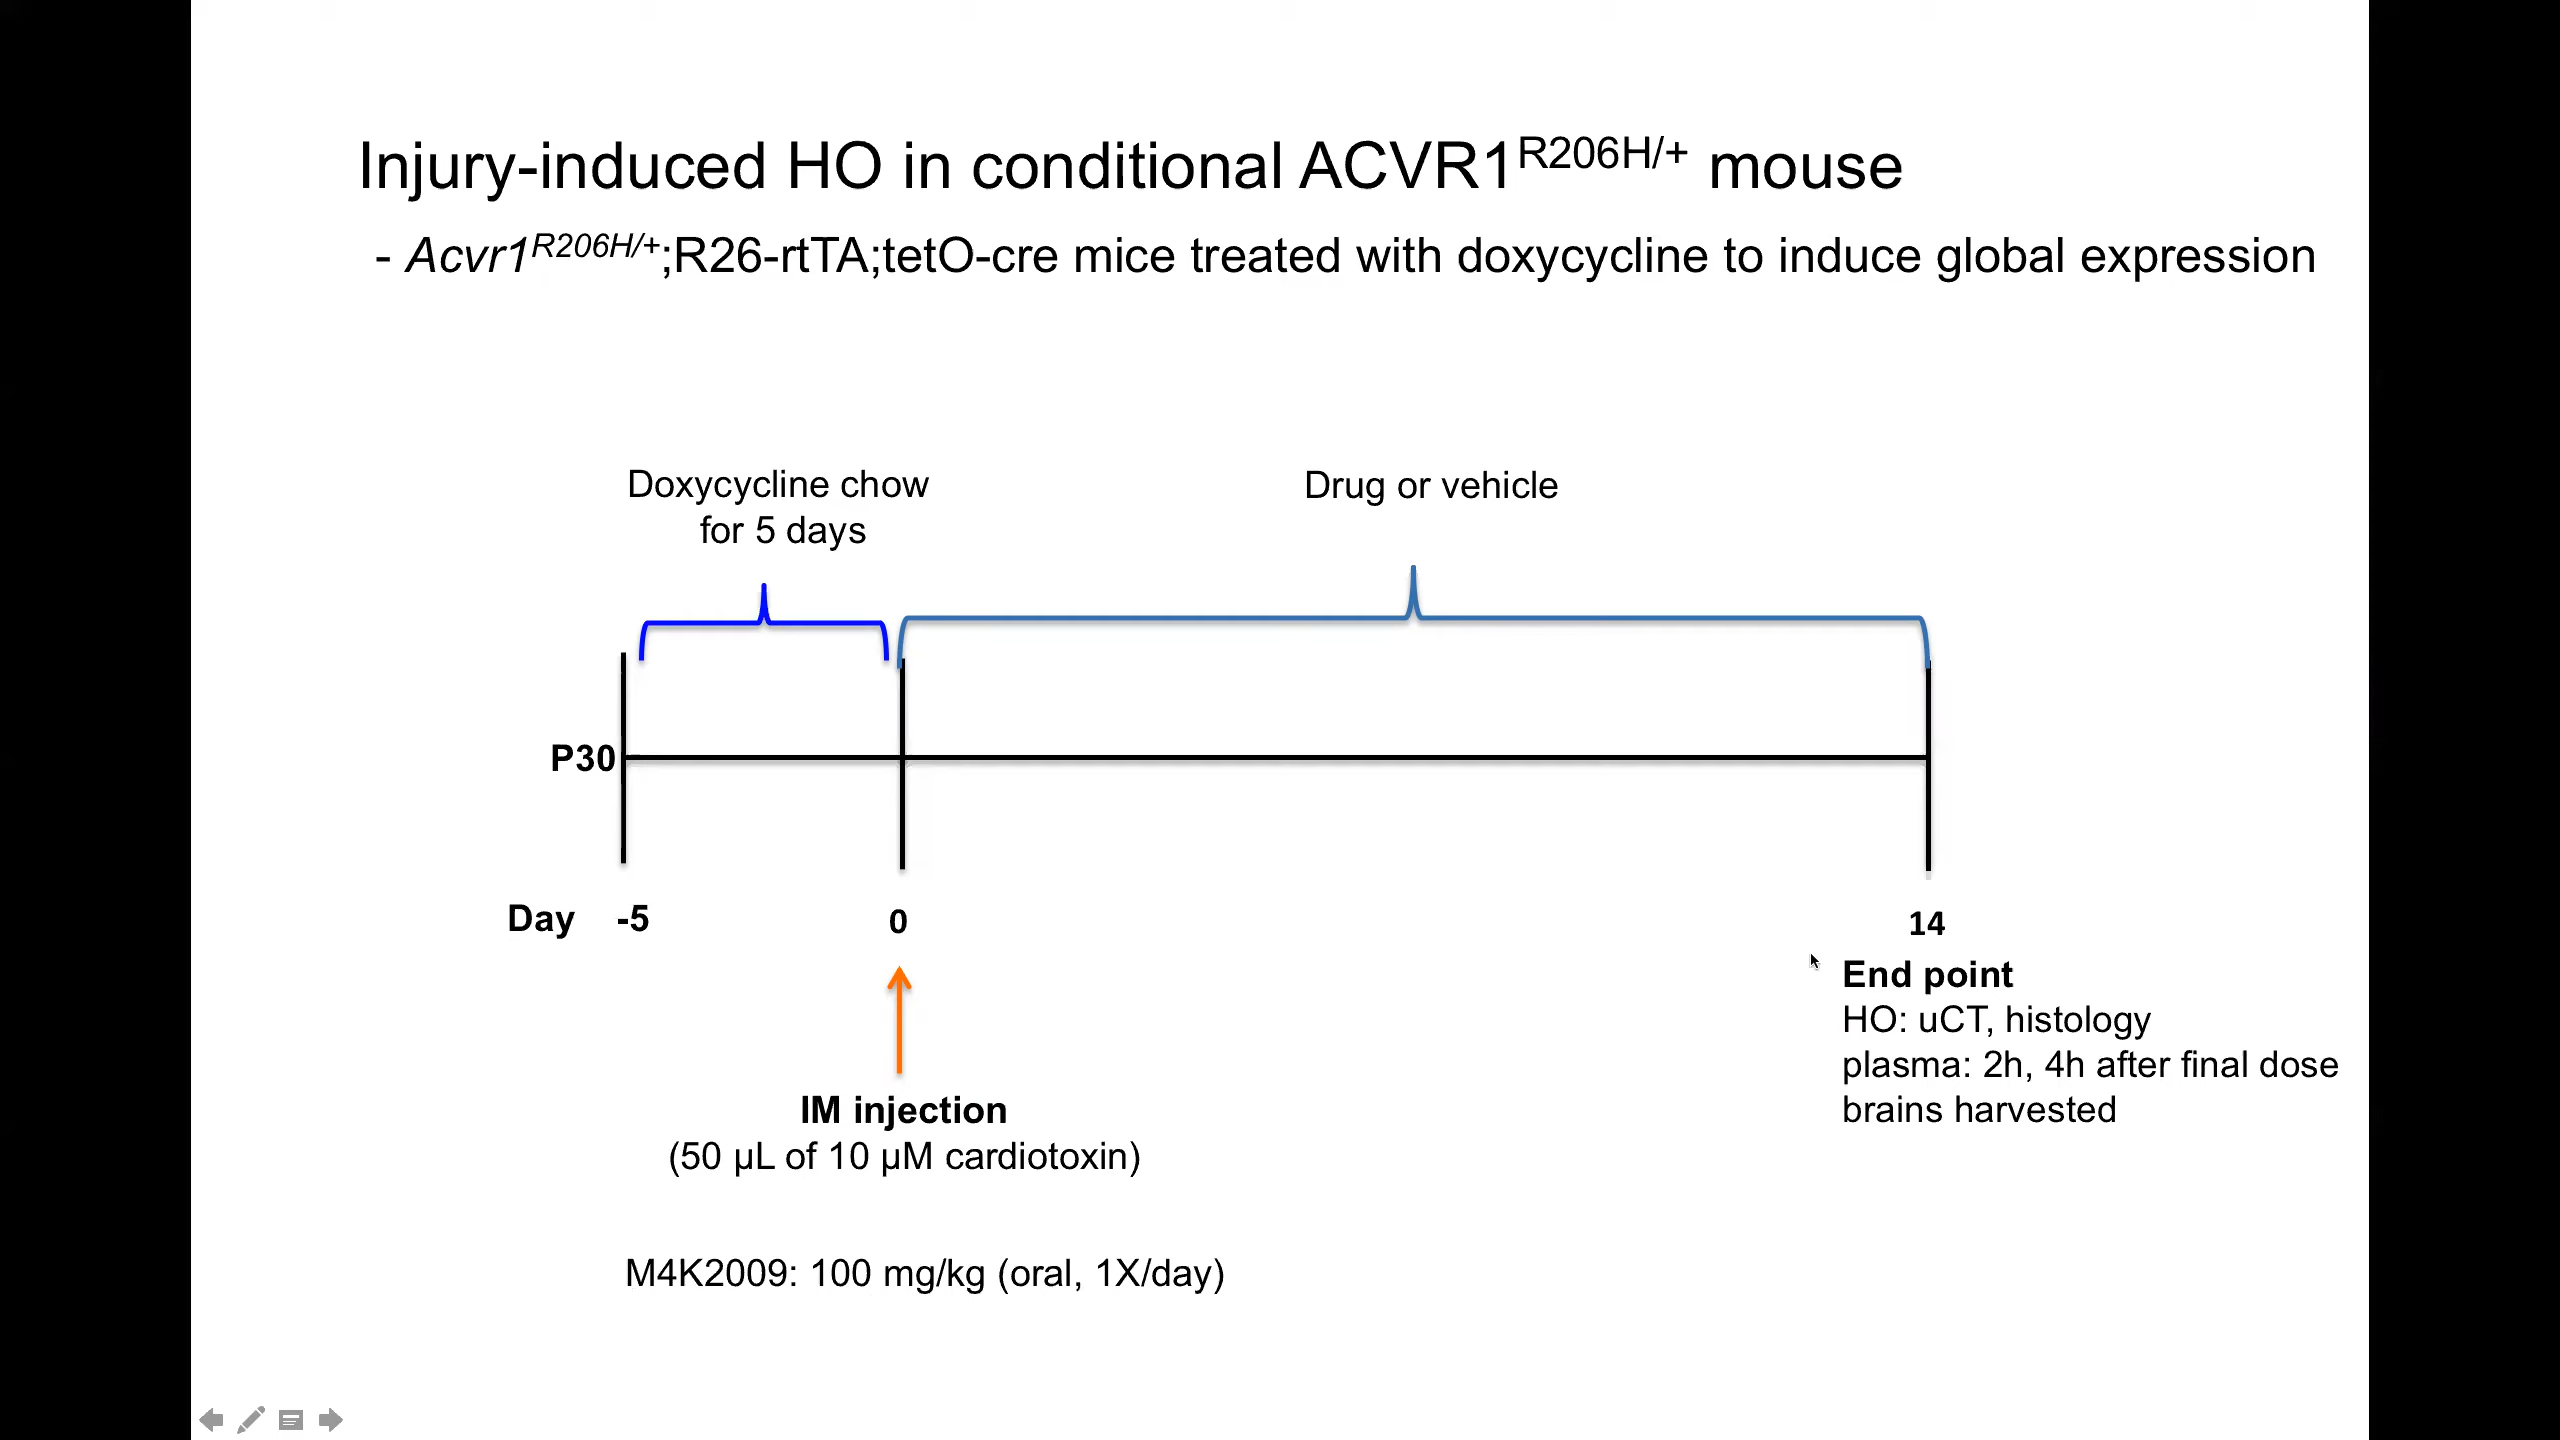 Injury-induced HO in conditional ACVR1R206H/+ mouse
- Acvr1R206H/+;R26-rtTA;tetO-cre mice treated with doxycycline to induce global expression
Doxycycline chow
for 5 days
Drug or vehicle
P30
Day -5 0 14
End point
HO: uCT, histology
plasma: 2h, 4h after final dose
brains harvested
IM injection
(50 µL of 10 µM cardiotoxin)
M4K2009: 100 mg/kg (oral, 1X/day)